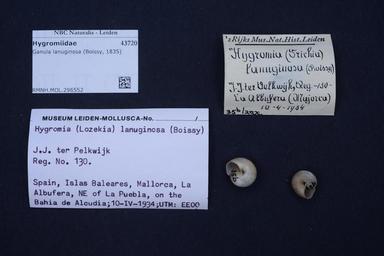 NBC Naturalis - Leiden
Hygromiidae 43720
Ganula lanuginosa (Boissy, 1835)
RMNH.MOL.296552
's Rijks Mus. Nat. Hist. Leiden
Hygromia (Trichia)
lanuginosa (Boissy)
J.J. ter Pelkwijk, Reg. 130
La Albufera (Majorca)
10-4-1934
MUSEUM LEIDEN-MOLLUSCA-No. /
Hygromia (Lozekia) lanuginosa (Boissy)
J.J. ter Pelkwijk
Reg. No. 130.
Spain, Islas Baleares, Mallorca, La
Albufera, NE of La Puebla, on the
Bahia de Alcudia;10-IV-1934;UTM: EE00